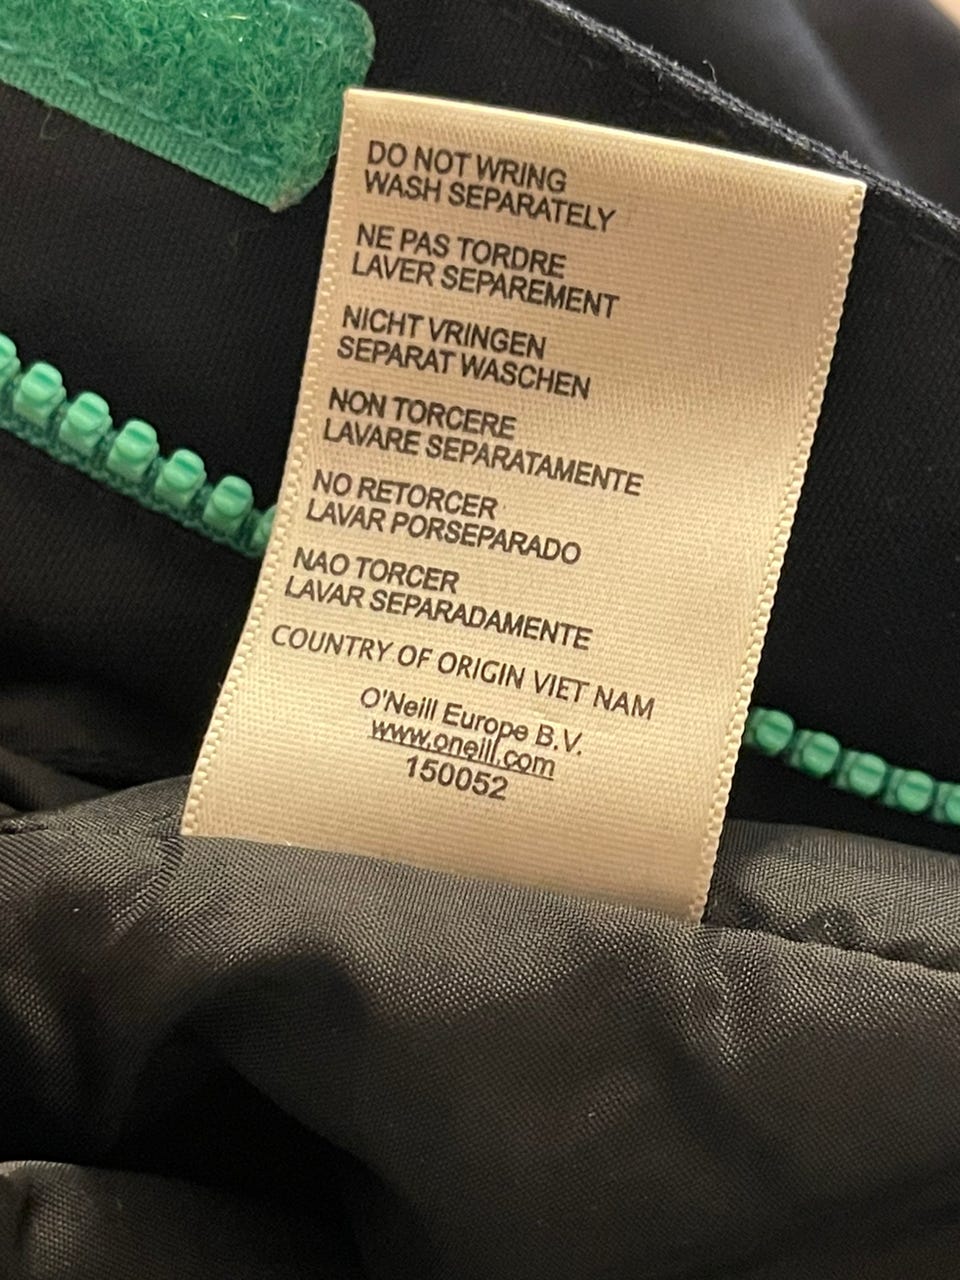 DO NOT WRING
WASH SEPARATELY
NE PAS TORDRE
LAVER SEPAREMENT
NICHT VRINGEN
SEPARAT WASCHEN
NON TORCERE
LAVARE SEPARATAMENTE
NO RETORCER
LAVAR PORSEPARADO
NAO TORCER
LAVAR SEPARADAMENTE
COUNTRY OF ORIGIN VIET NAM
O'Neill Europe B.V.
www.oneill.com
150052